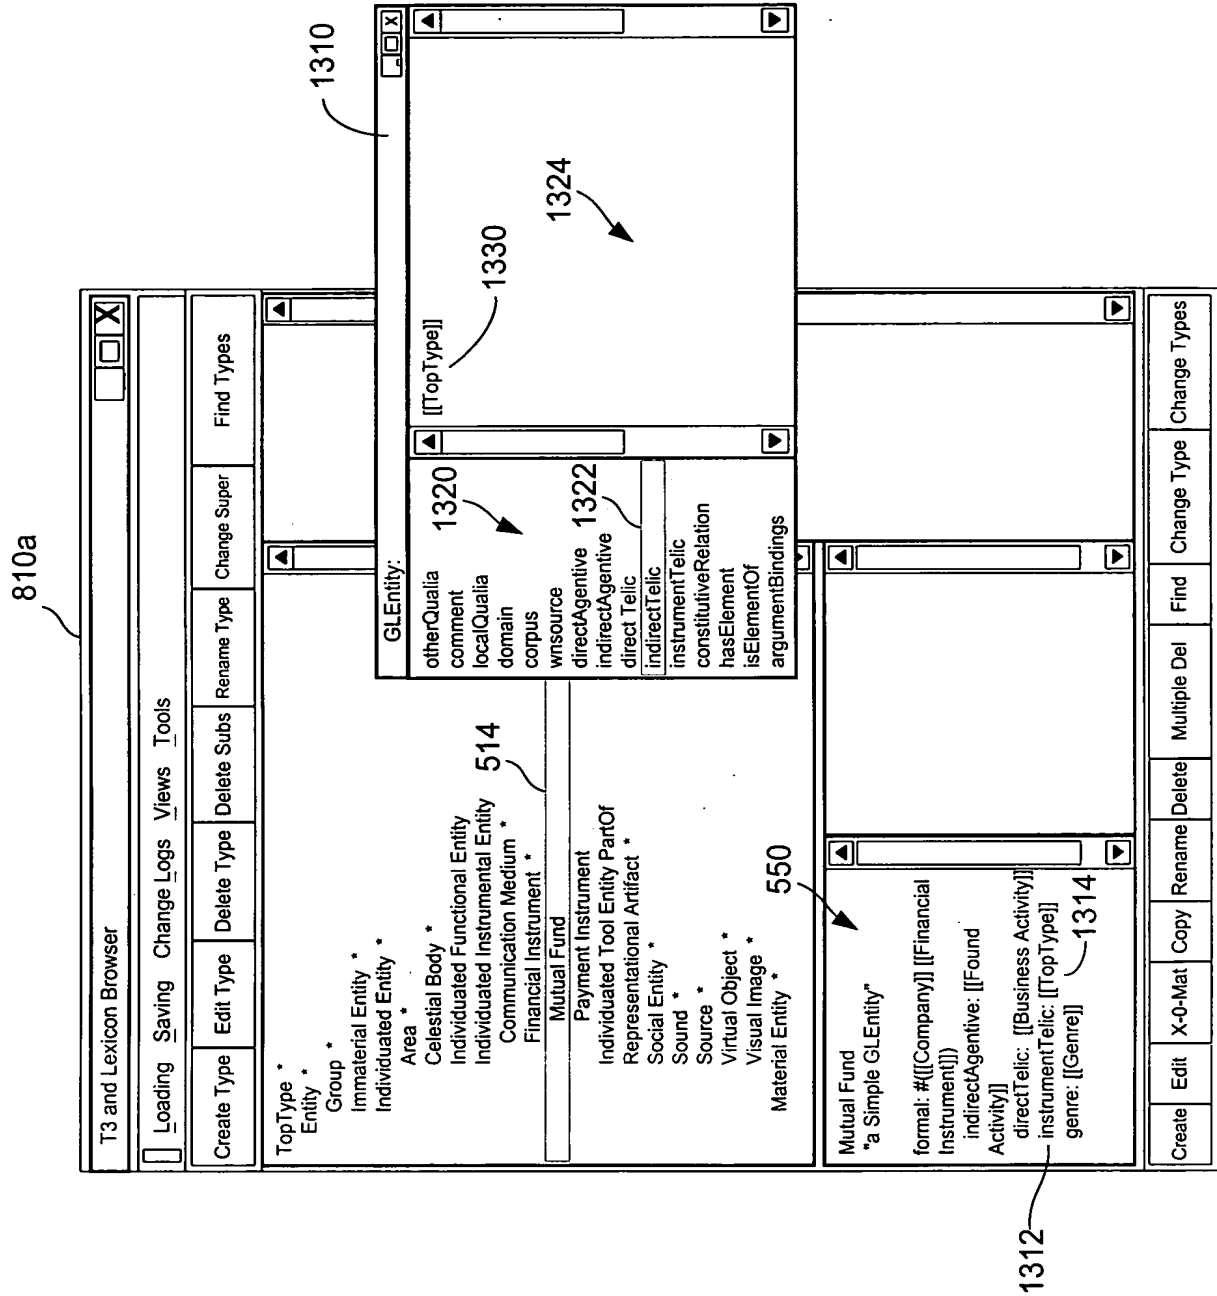 810a
T3 and Lexicon Browser
Loading Saving Change Logs Views Tools
Create Type Edit Type Delete Type Delete Subs Rename Type Change Super Find Types
TopType *
Entity *
Group *
Immaterial Entity *
Individuated Entity *
Area *
Celestial Body *
Individuated Functional Entity
Individuated Instrumental Entity
Communication Medium *
Financial Instrument *
Mutual Fund
514
Payment Instrument
Individuated Tool Entity PartOf
Representational Artifact *
Social Entity *
Sound *
Source *
Virtual Object *
Visual Image *
Material Entity *
GLEntity:
1310
otherQualia
comment
localQualia
domain
corpus
wnsource
directAgentive
indirectAgentive
direct Telic
indirectTelic
instrumentTelic
constitutiveRelation
hasElement
isElementOf
argumentBindings
1320
1322
[[TopType]]
1330
1324
550
Mutual Fund
"a Simple GLEntity"
formal: #([[Company]] [[Financial
Instrument]])
indirectAgentive: [[Found
Activity]]
directTelic: [[Business Activity]]
instrumentTelic: [[TopType]]
genre: [[Genre]]
1314
1312
Create Edit X-0-Mat Copy Rename Delete Multiple Del Find Change Type Change Types
X
X